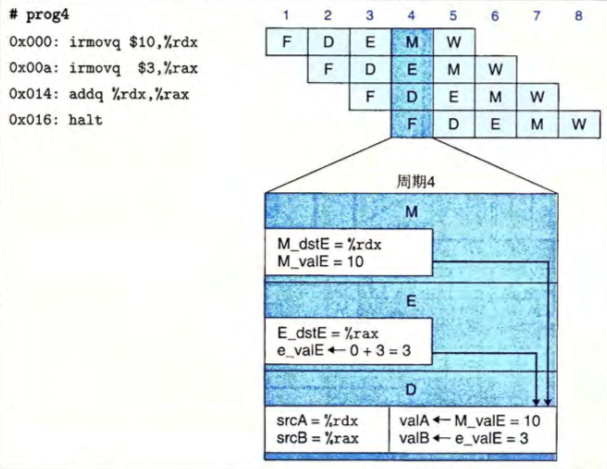 # prog4
0x000: irmovq $10,%rdx
0x00a: irmovq $3,%rax
0x014: addq %rdx,%rax
0x016: halt
1 2 3 4 5 6 7 8
F D E M W
F D E M W
F D E M W
F D E M W
周期4
M
M_dstE = %rdx
M_valE = 10
E
E_dstE = %rax
e_valE ← 0 + 3 = 3
D
srcA = %rdx valA ← M_valE = 10
srcB = %rax valB ← e_valE = 3